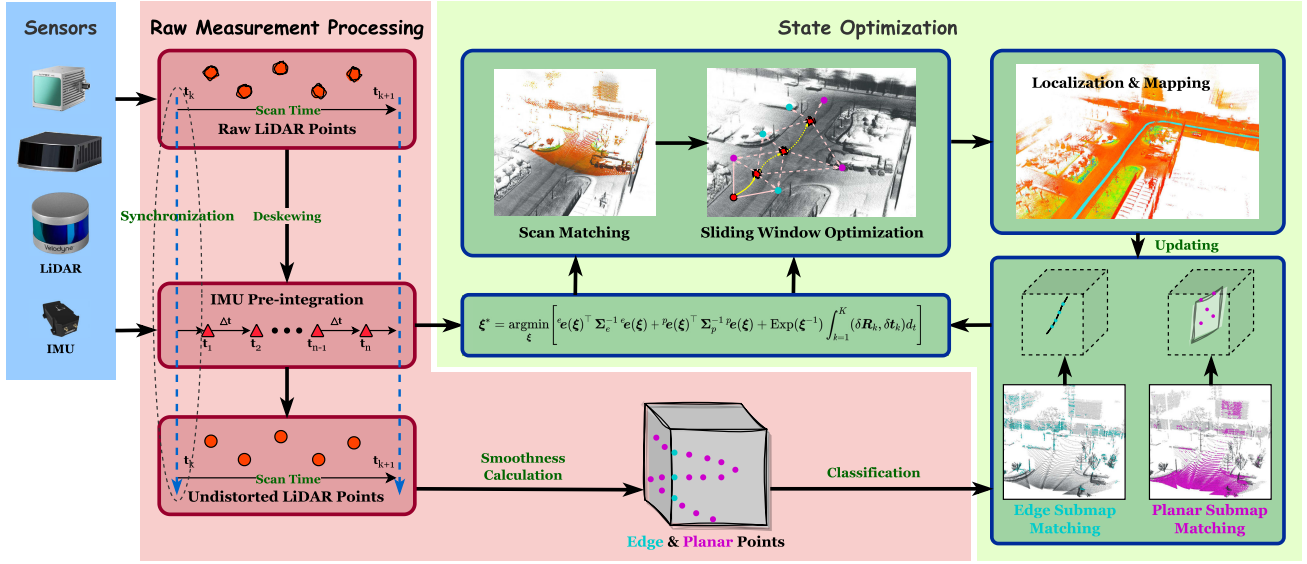 Sensors
LiDAR
Velodyne
IMU
Raw Measurement Processing
t_k
t_{k+1}
Scan Time
Raw LiDAR Points
Synchronization
Deskewing
IMU Pre-integration
Δt
Δt
t_1
t_2
t_{n-1}
t_n
t_k
t_{k+1}
Scan Time
Undistorted LiDAR Points
Smoothness
Calculation
Edge & Planar Points
Classification
State Optimization
Scan Matching
Sliding Window Optimization
Localization & Mapping
Updating
ξ* = argmin_ξ [ ^e e(ξ)^⊤ Σ_e^{-1} ^e e(ξ) + ^p e(ξ)^⊤ Σ_p^{-1} ^p e(ξ) + Exp(ξ^{-1}) ∫_{k=1}^{K} (δR_k, δt_k)d_t ]
Edge Submap
Matching
Planar Submap
Matching